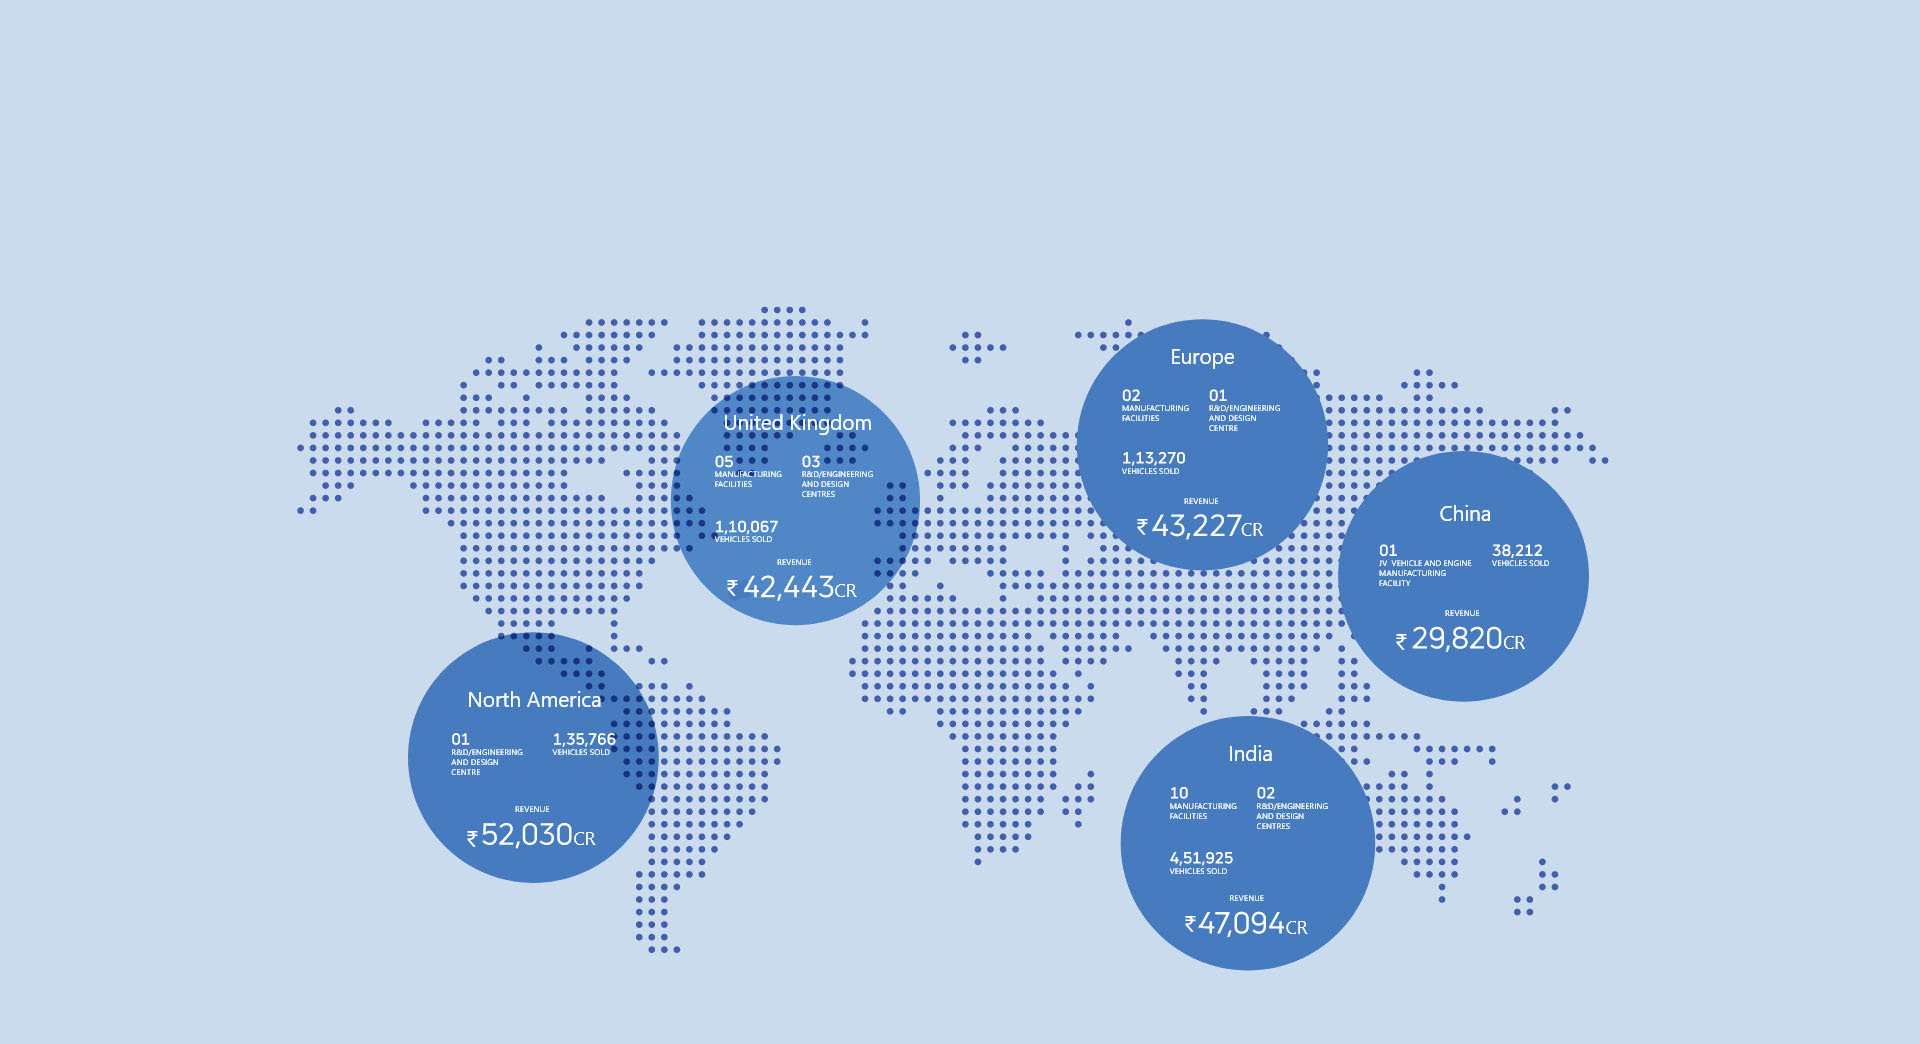 Europe
02
MANUFACTURING
FACILITIES
01
R&D/ENGINEERING
AND DESIGN
CENTRE
1,13,270
VEHICLES SOLD
REVENUE
₹43,227CR
United Kingdom
05
MANUFACTURING
FACILITIES
03
R&D/ENGINEERING
AND DESIGN
CENTRES
1,10,067
VEHICLES SOLD
REVENUE
₹42,443CR
China
01
JV VEHICLE AND ENGINE
MANUFACTURING
FACILITY
38,212
VEHICLES SOLD
REVENUE
₹29,820CR
North America
01
R&D/ENGINEERING
AND DESIGN
CENTRE
1,35,766
VEHICLES SOLD
REVENUE
₹52,030CR
India
10
MANUFACTURING
FACILITIES
02
R&D/ENGINEERING
AND DESIGN
CENTRES
4,51,925
VEHICLES SOLD
REVENUE
₹47,094CR